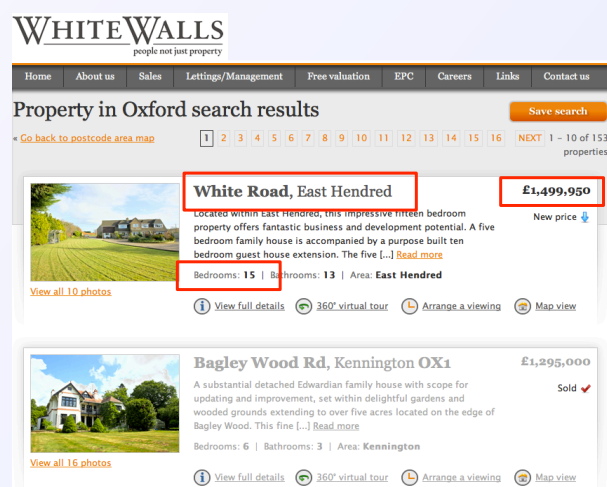 WHITEWALLS
people not just property
Home About us Sales Lettings/Management Free valuation EPC Careers Links Contact us
Property in Oxford search results
Save search
« Go back to postcode area map
1 2 3 4 5 6 7 8 9 10 11 12 13 14 15 16 NEXT 1 - 10 of 153
properties
White Road, East Hendred
£1,499,950
Located within East Hendred, this impressive fifteen bedroom
New price
property offers fantastic business and development potential. A five
bedroom family house is accompanied by a purpose built ten
bedroom guest house extension. The five [...] Read more
Bedrooms: 15 | Bathrooms: 13 | Area: East Hendred
View all 10 photos
View full details 360° virtual tour Arrange a viewing Map view
Bagley Wood Rd, Kennington OX1
£1,295,000
A substantial detached Edwardian family house with scope for
Sold
updating and improvement, set within delightful gardens and
wooded grounds extending to over five acres located on the edge of
Bagley Wood. This fine [...] Read more
Bedrooms: 6 | Bathrooms: 3 | Area: Kennington
View all 16 photos
View full details 360° virtual tour Arrange a viewing Map view